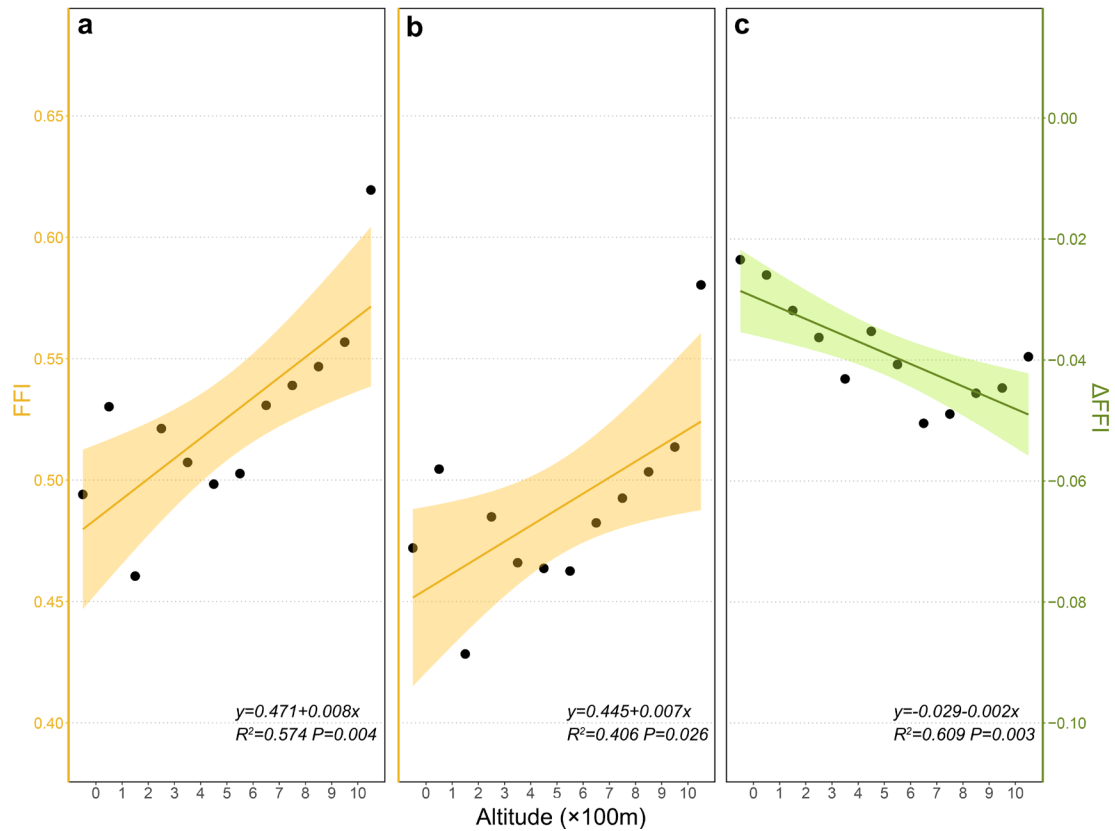 a
b
c
FFI
0.65
0.60
0.55
0.50
0.45
0.40
y=0.471+0.008x
R²=0.574 P=0.004
y=0.445+0.007x
R²=0.406 P=0.026
y=-0.029-0.002x
R²=0.609 P=0.003
0.00
−0.02
−0.04
−0.06
−0.08
−0.10
ΔFFI
0 1 2 3 4 5 6 7 8 9 10
0 1 2 3 4 5 6 7 8 9 10
0 1 2 3 4 5 6 7 8 9 10
Altitude (×100m)